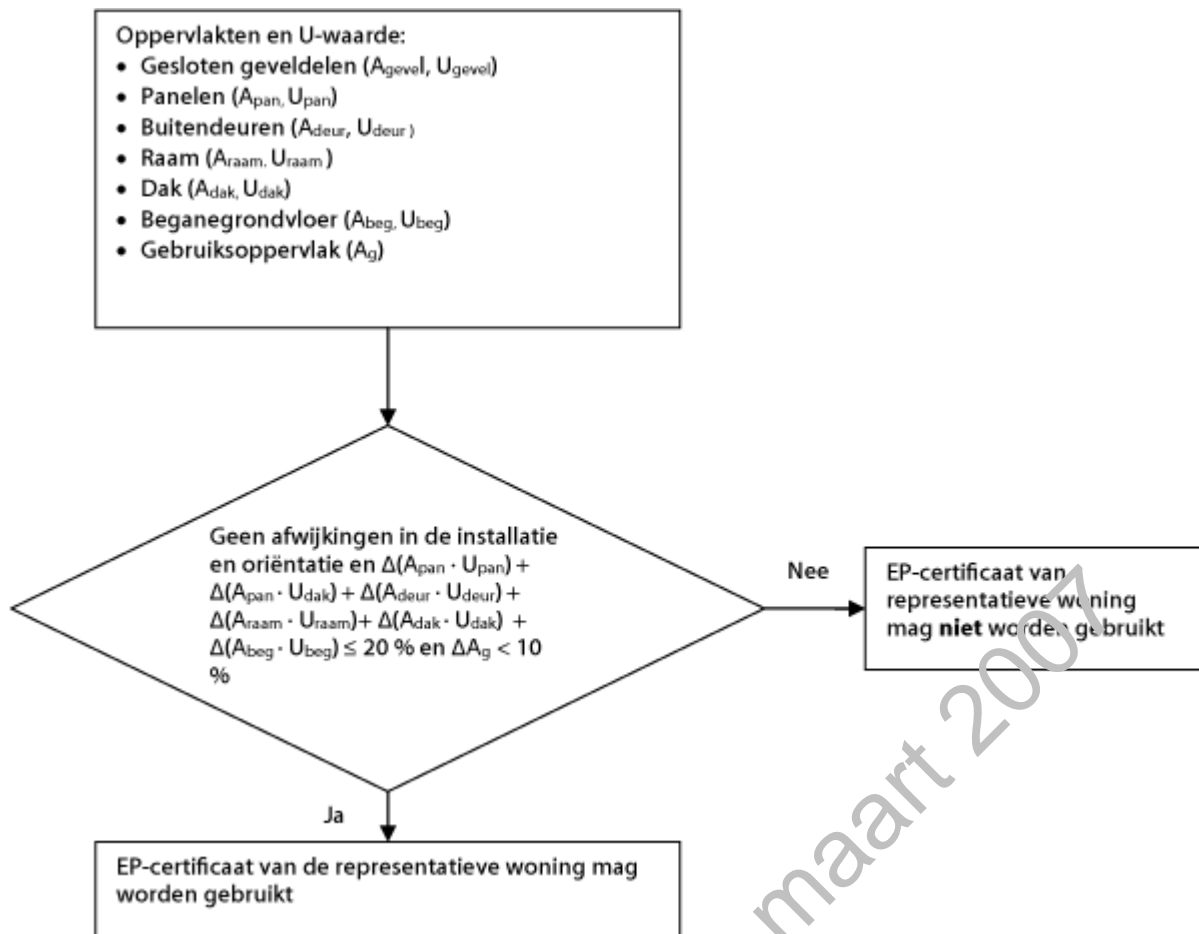 Oppervlakten en U-waarde:
• Gesloten geveldelen (Agevel, Ugevel)
• Panelen (Apan, Upan)
• Buitendeuren (Adeur, Udeur )
• Raam (Araam, Uraam )
• Dak (Adak, Udak)
• Beganegrondvloer (Abeg, Ubeg)
• Gebruiksoppervlak (Ag)
Geen afwijkingen in de installatie
en oriëntatie en Δ(Apan · Upan) +
Δ(Apan · Udak) + Δ(Adeur · Udeur) +
Δ(Araam · Uraam)+ Δ(Adak · Udak) +
Δ(Abeg · Ubeg) ≤ 20 % en ΔAg < 10
%
Nee
EP-certificaat van
representatieve woning
mag niet worden gebruikt
Ja
EP-certificaat van de representatieve woning mag
worden gebruikt
maart 2007